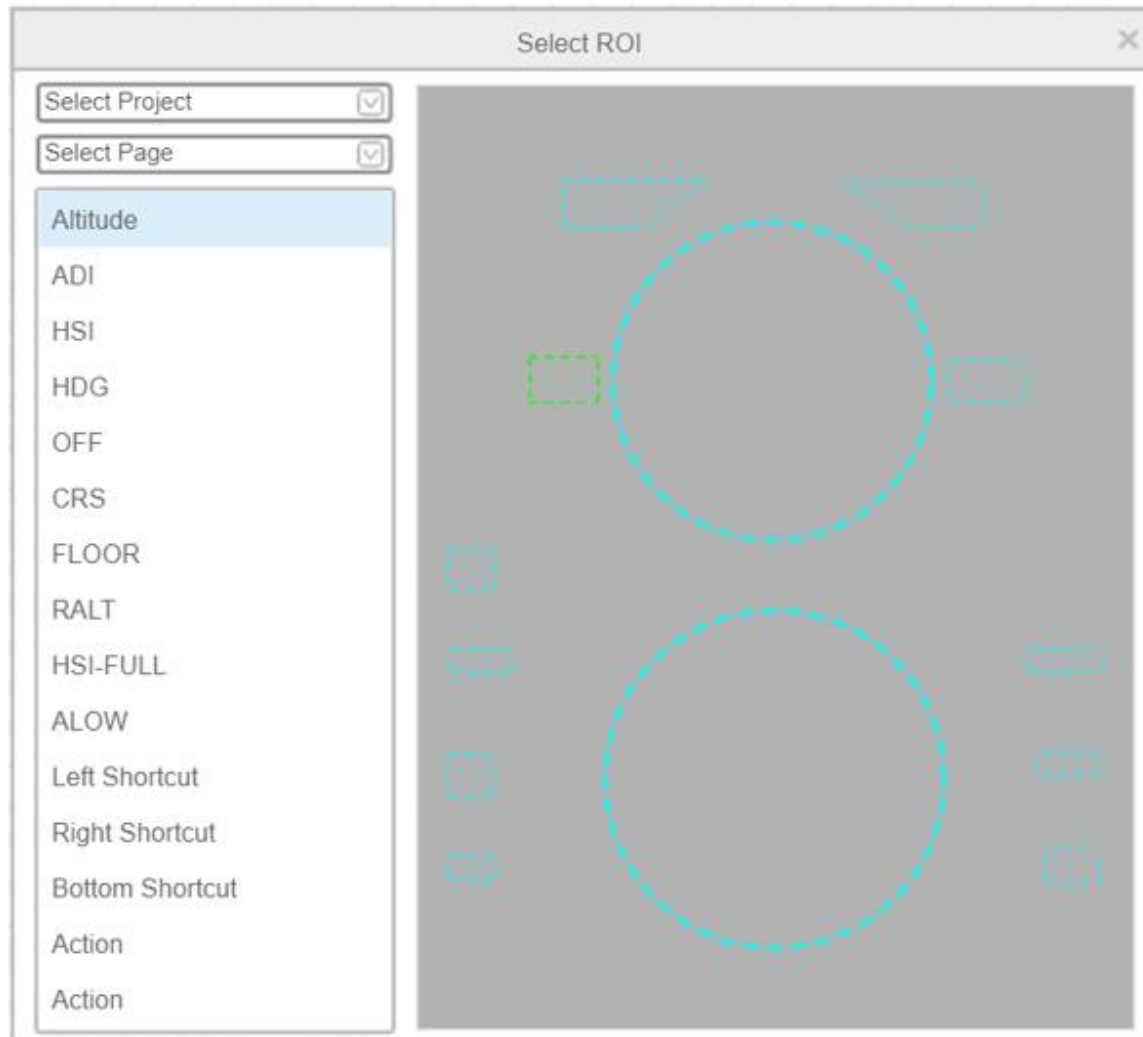 Select ROI
Select Project
Select Page
Altitude
ADI
HSI
HDG
OFF
CRS
FLOOR
RALT
HSI-FULL
ALOW
Left Shortcut
Right Shortcut
Bottom Shortcut
Action
Action